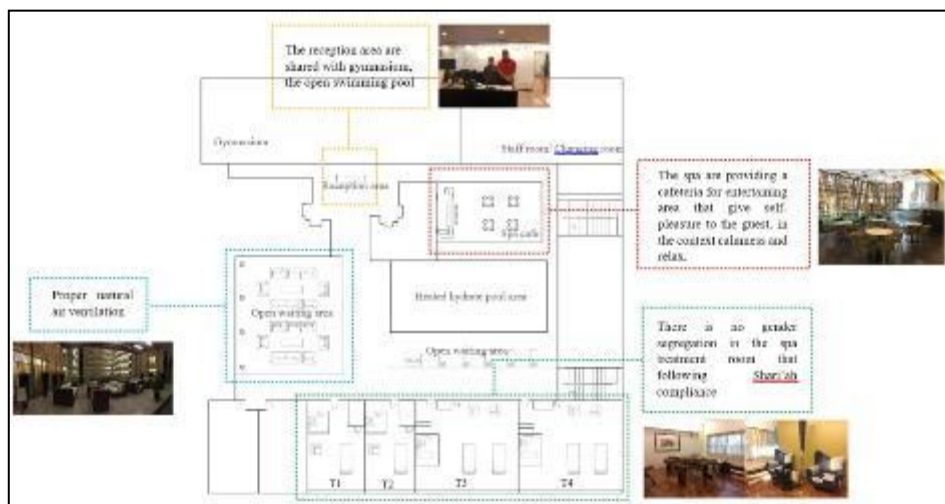 The reception area are
shared with gymnasium,
the open swimming pool
Gymnasium
Staff room/ Changing room
Reception area
The spa are providing a
cafeteria for entertaining
area that give self
pleasure to the guest, in
the context calmness and
relax.
Spa cafe
Proper natural
air ventilation
Open waiting area
Heated hydrate pool area
Open waiting area
There is no gender
segregation in the spa
treatment room that
following Shari'ah
compliance
T1
T2
T3
T4